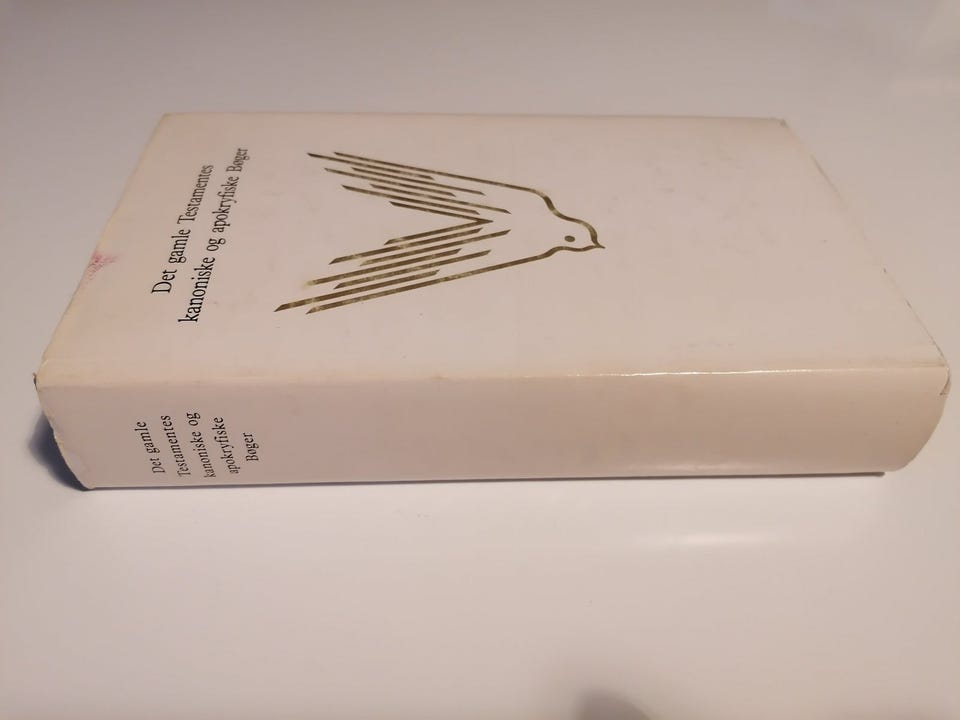 Det gamle Testamentes
kanoniske og apokryfiske Bøger
Det gamle
Testamentes
kanoniske og
apokryfiske
Bøger